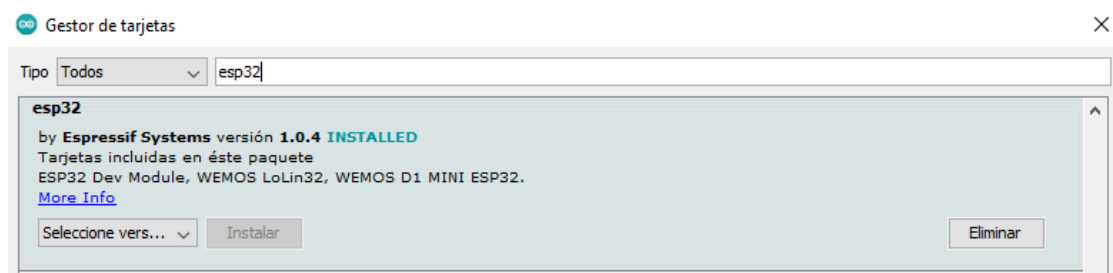 Gestor de tarjetas
Tipo Todos esp32
esp32
by Espressif Systems versión 1.0.4 INSTALLED
Tarjetas incluidas en éste paquete
ESP32 Dev Module, WEMOS LoLin32, WEMOS D1 MINI ESP32.
More Info
Seleccione vers... Instalar Eliminar